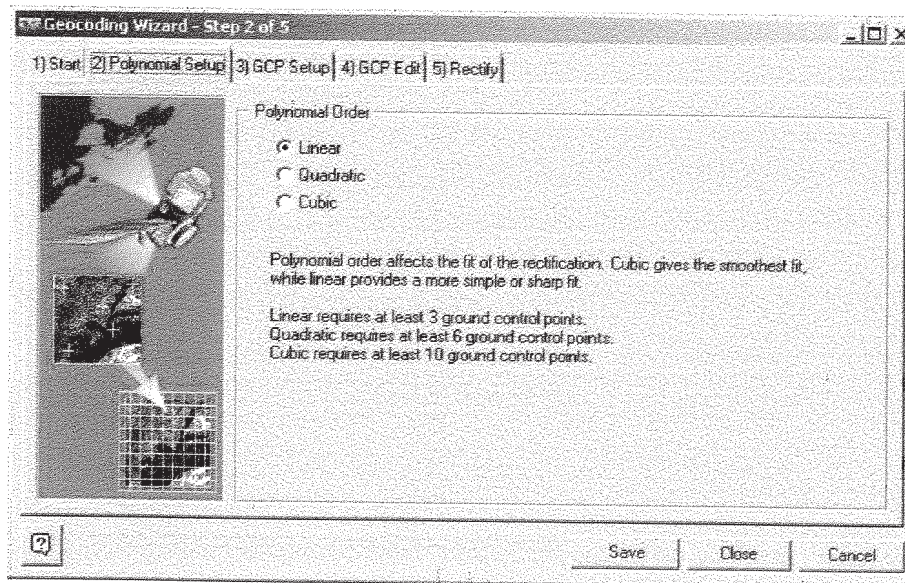 Geocoding Wizard - Step 2 of 5
1) Start 2) Polynomial Setup 3) GCP Setup 4) GCP Edit 5) Rectify
Polynomial Order
Linear
Quadratic
Cubic
Polynomial order affects the fit of the rectification. Cubic gives the smoothest fit,
while linear provides a more simple or sharp fit.
Linear requires at least 3 ground control points.
Quadratic requires at least 6 ground control points.
Cubic requires at least 10 ground control points.
Save Close Cancel